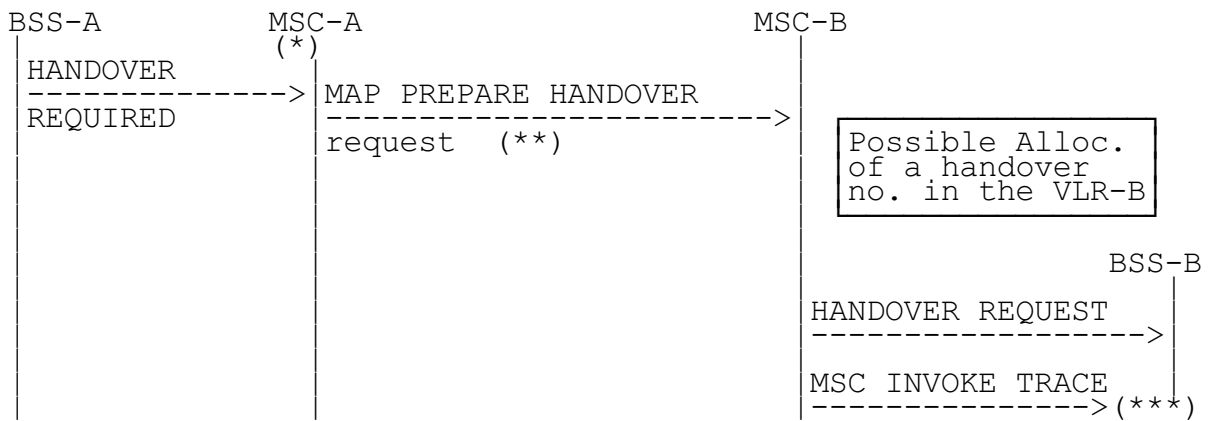 BSS-A MSC-A MSC-B
(*)
HANDOVER
REQUIRED
MAP PREPARE HANDOVER
request (**)
Possible Alloc.
of a handover
no. in the VLR-B
BSS-B
HANDOVER REQUEST
MSC INVOKE TRACE
(***)